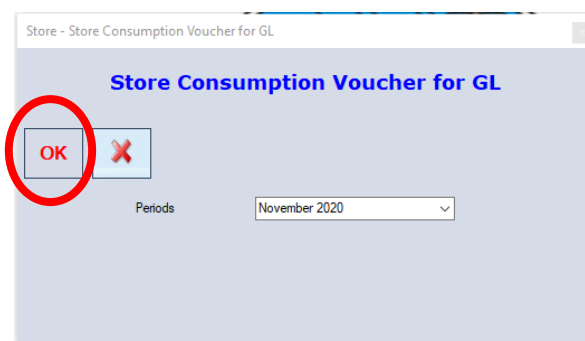 Store - Store Consumption Voucher for GL
Store Consumption Voucher for GL
OK
Periods
November 2020